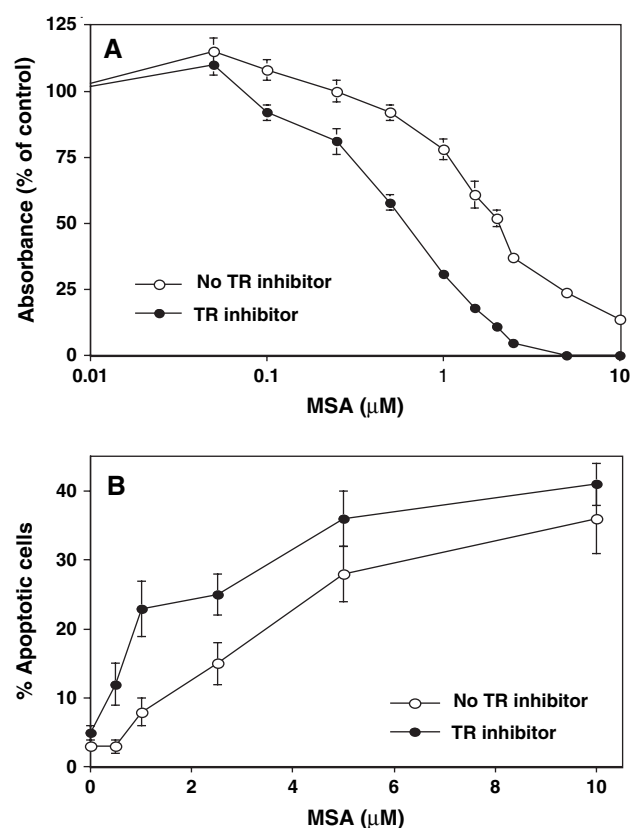 A
125
100
75
50
25
0
Absorbance (% of control)
No TR inhibitor
TR inhibitor
0.01 0.1 1 10
MSA (μM)
B
40
30
20
10
0
% Apoptotic cells
No TR inhibitor
TR inhibitor
0 2 4 6 8 10
MSA (μM)